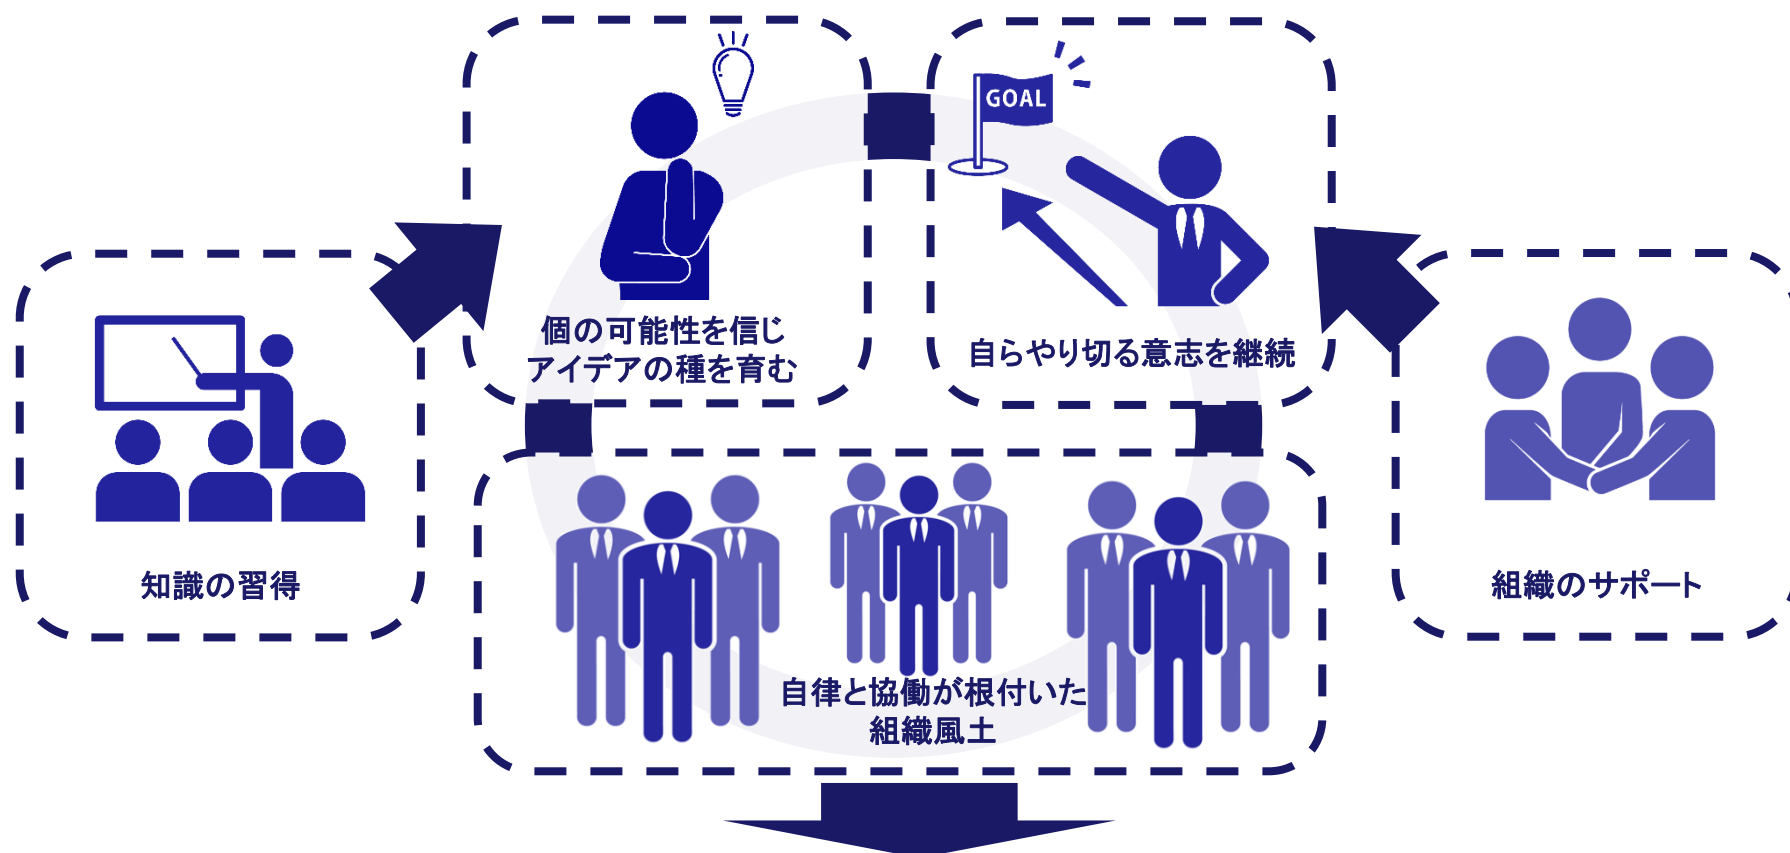 GOAL
個の可能性を信じ
アイデアの種を育む
自らやり切る意志を継続
知識の習得
組織のサポート
自律と協働が根付いた
組織風土